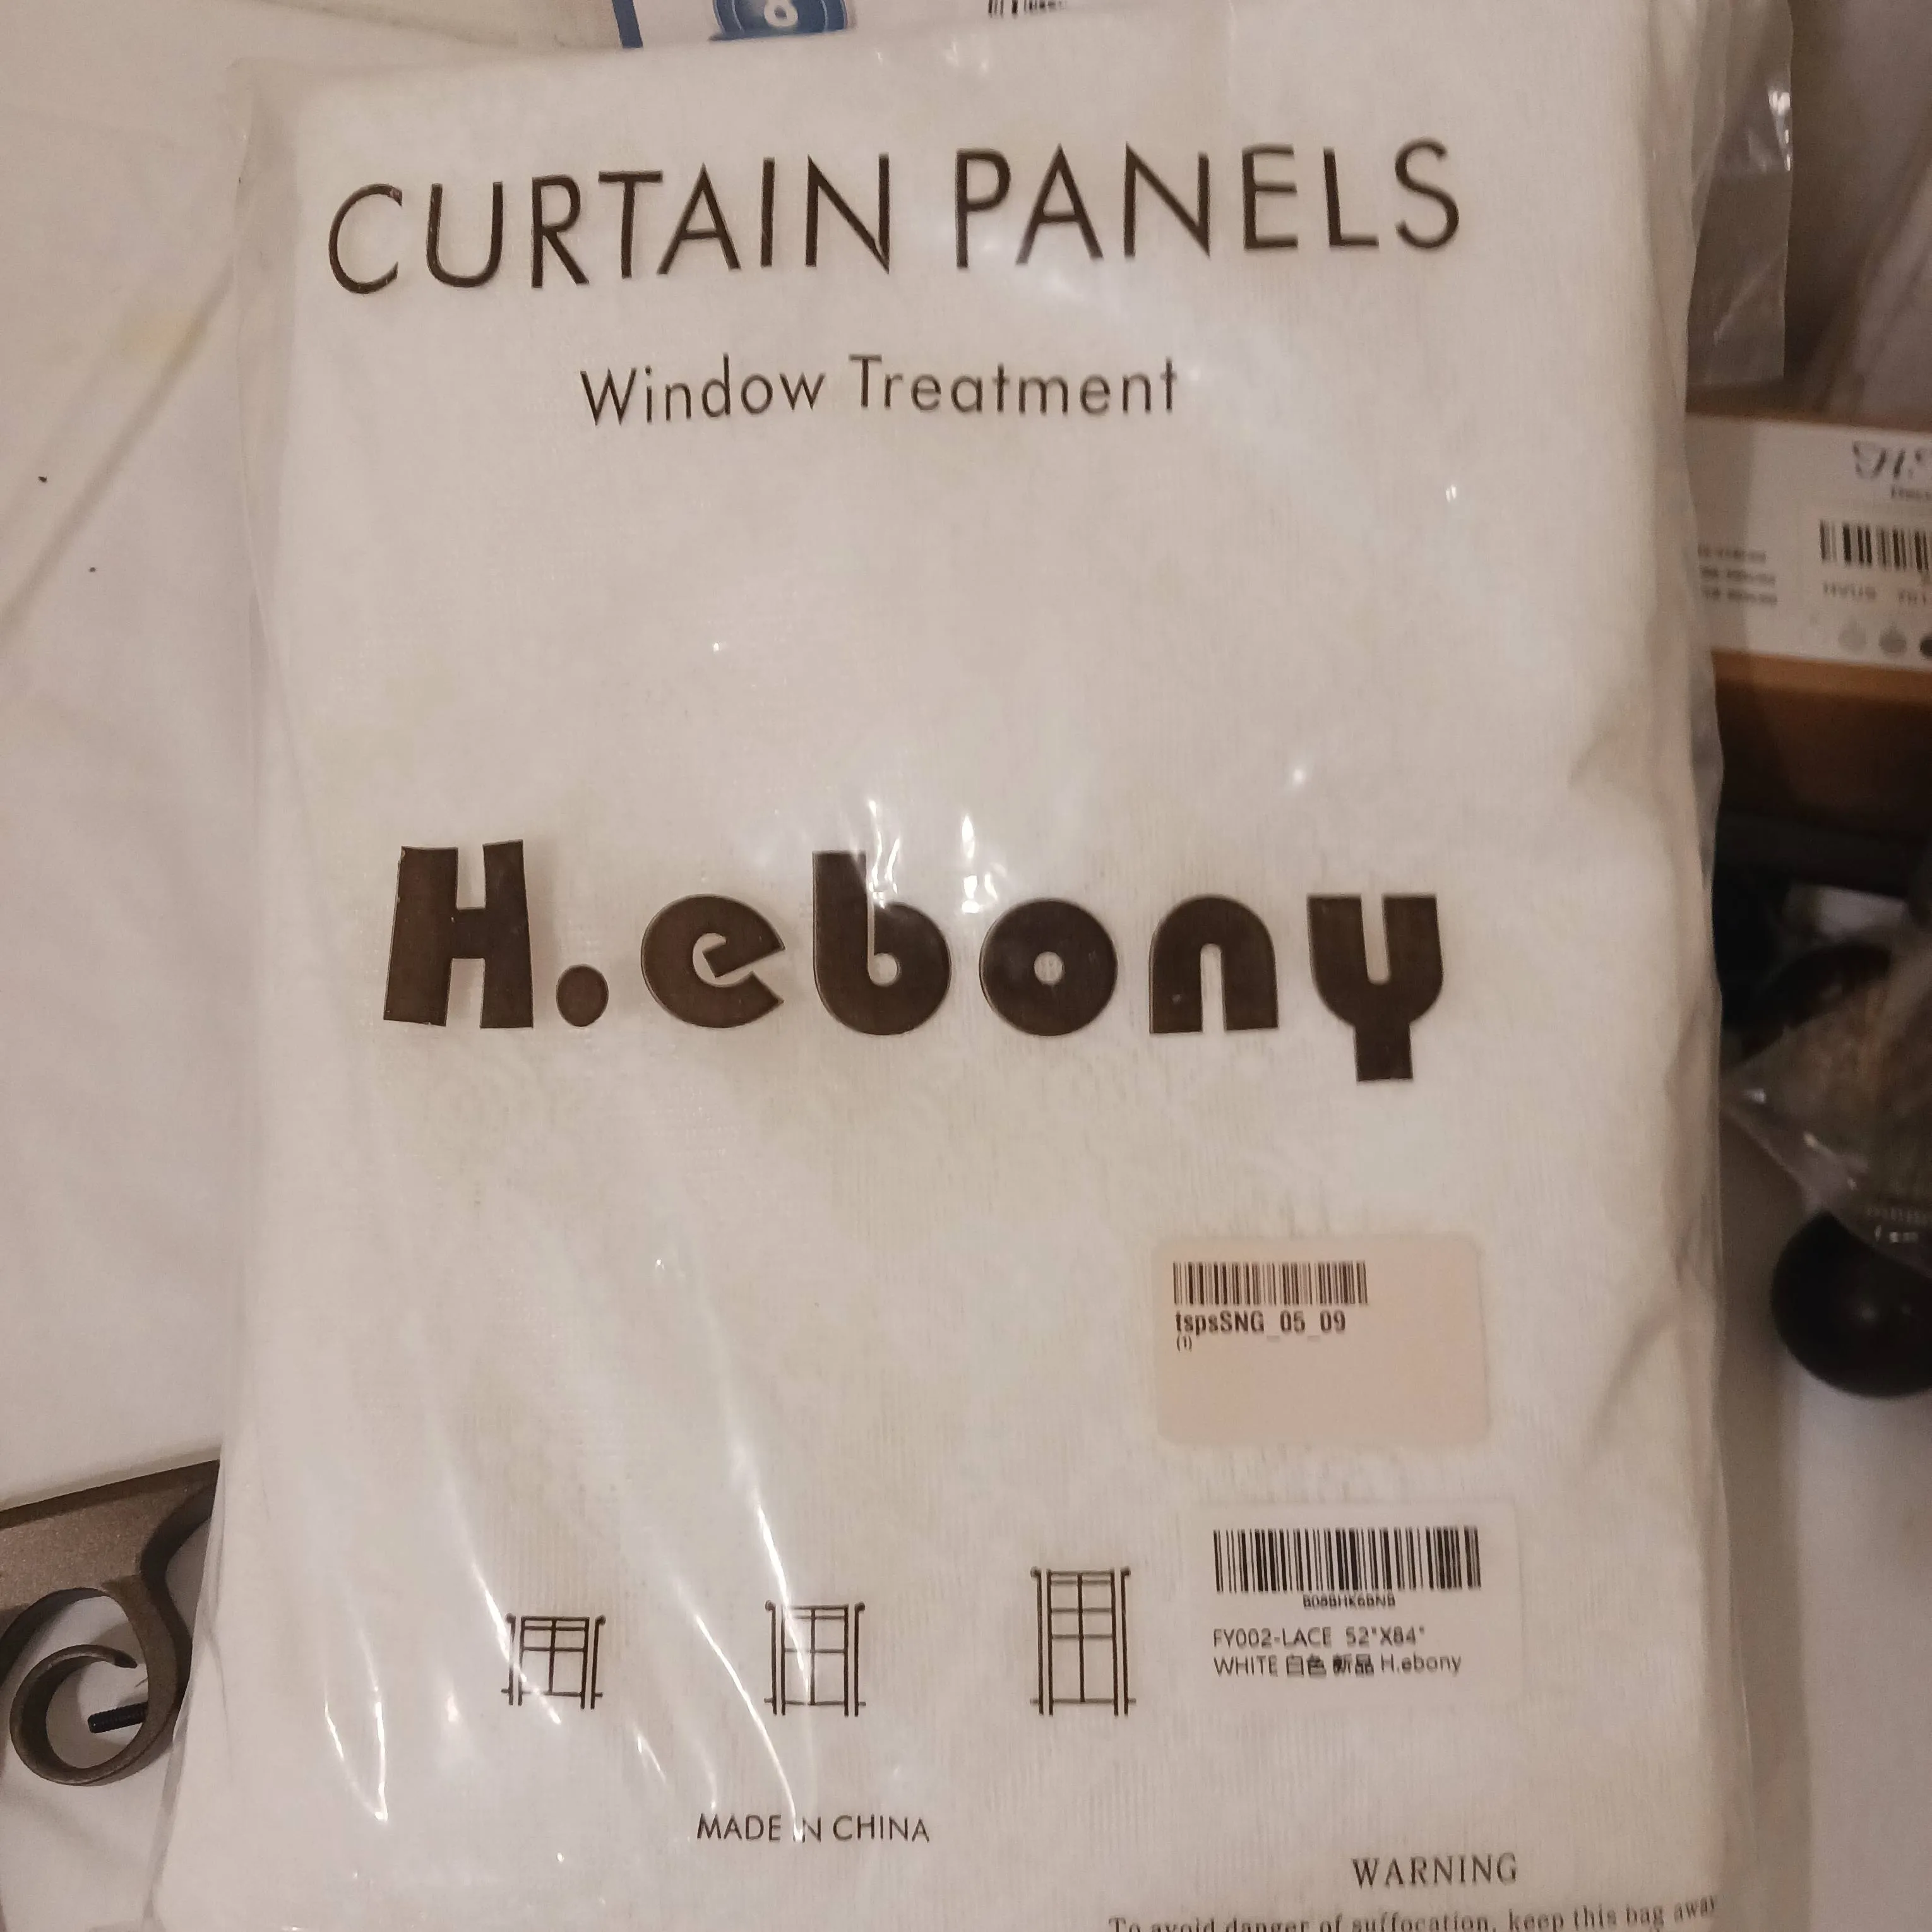 CURTAIN PANELS
Window Treatment
H.ebony
tspsSNG_05_09
(1)
B08BHK6BNB
FY002-LACE 52"X84"
WHITE 白色 新品 H.ebony
MADE IN CHINA
WARNING
To avoid danger of suffocation, keep this bag away